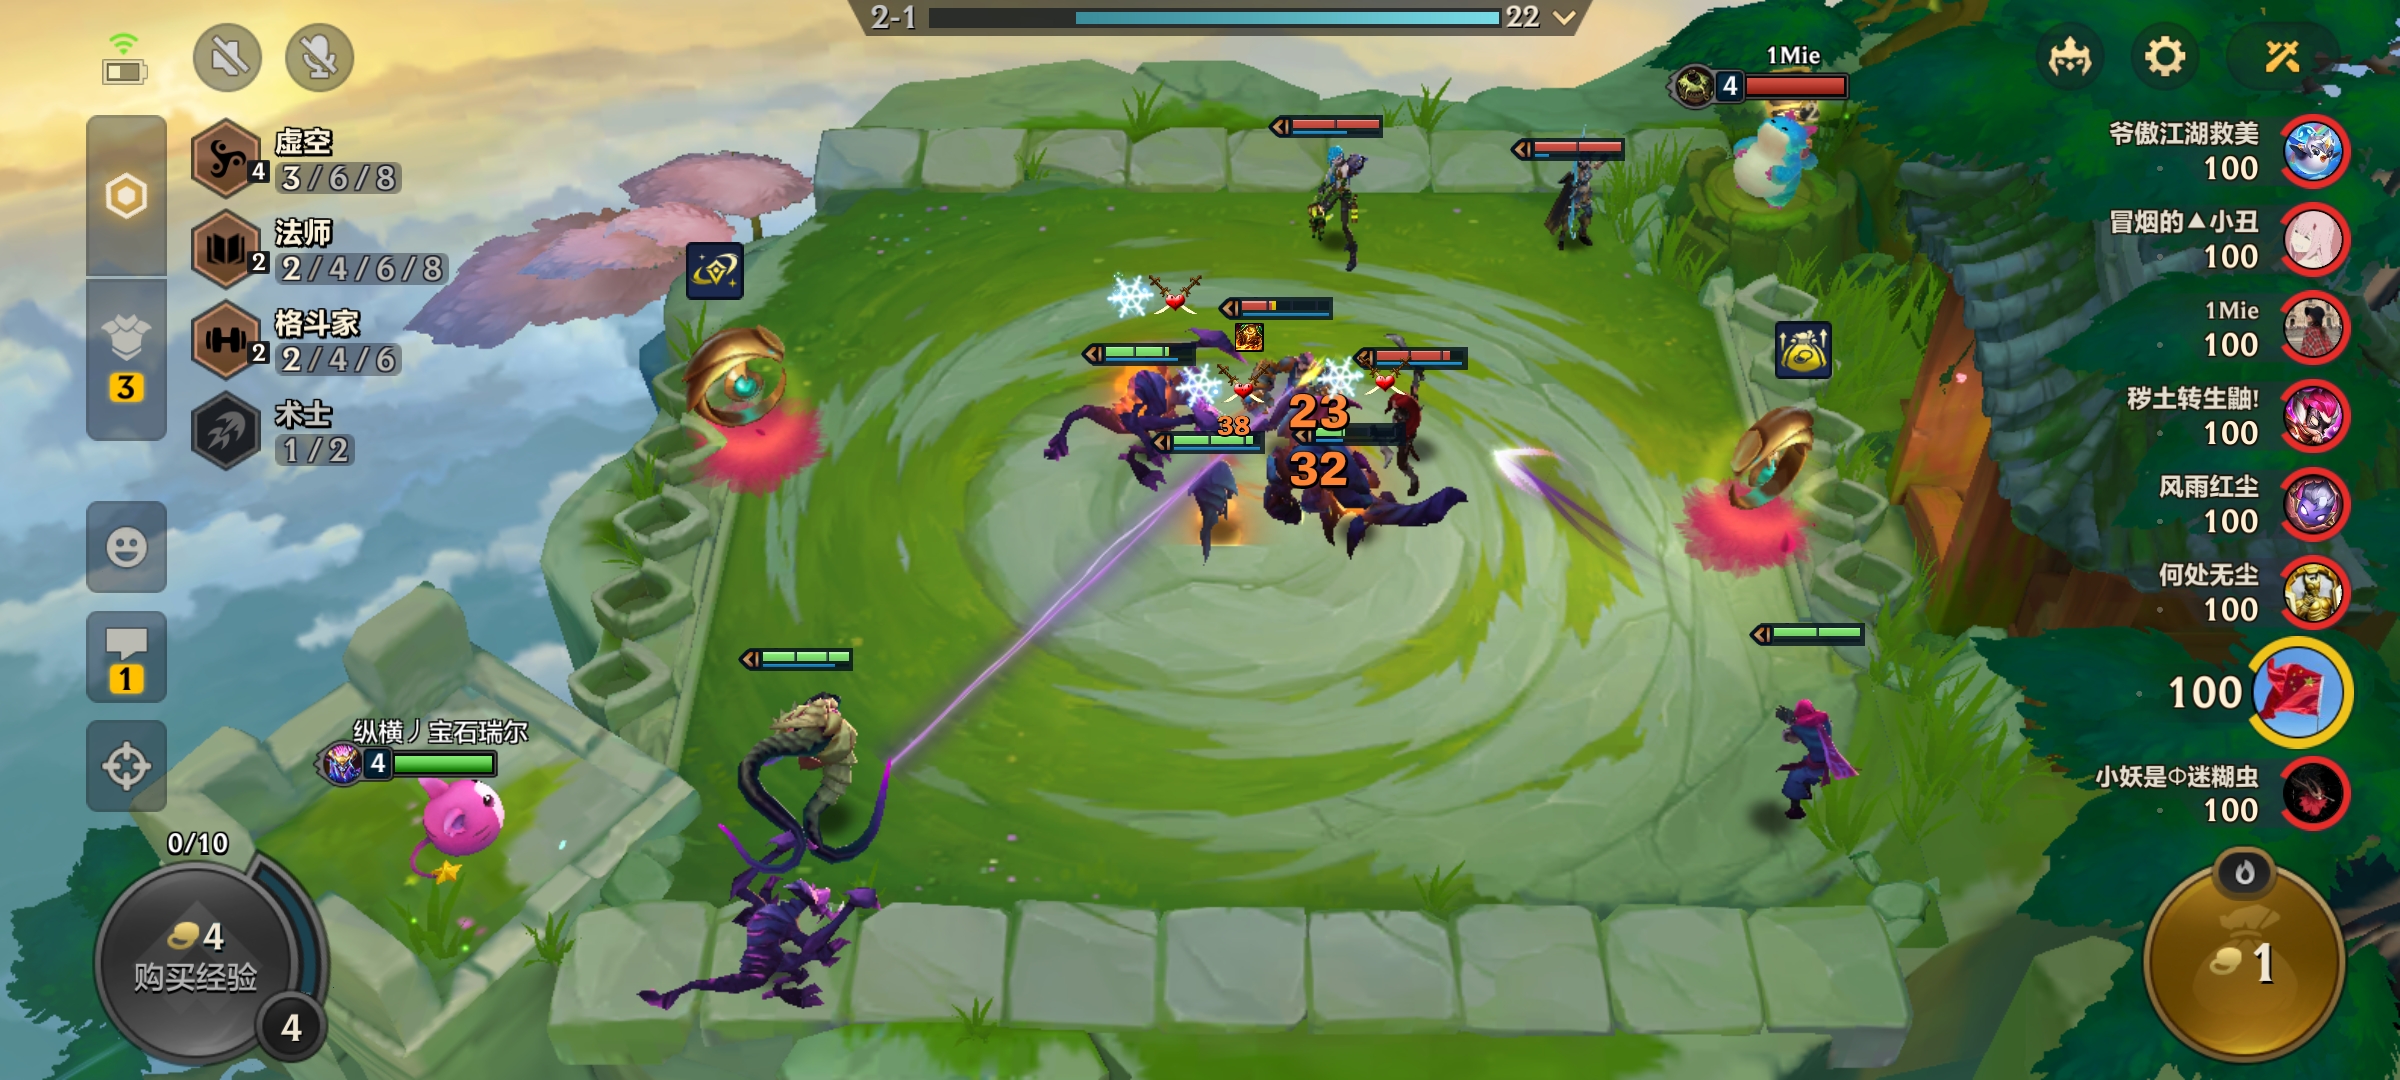 2-1
22
1Mie
4
虚空
4
3/6/8
法师
2
2/4/6/8
格斗家
2
2/4/6
术士
1/2
3
1
38
23
32
纵横丿宝石瑞尔
4
0/10
4
购买经验
4
爷傲江湖救美
100
冒烟的▲小丑
100
1Mie
100
秽土转生鼬!
100
风雨红尘
100
何处无尘
100
100
小妖是Φ迷糊虫
100
1